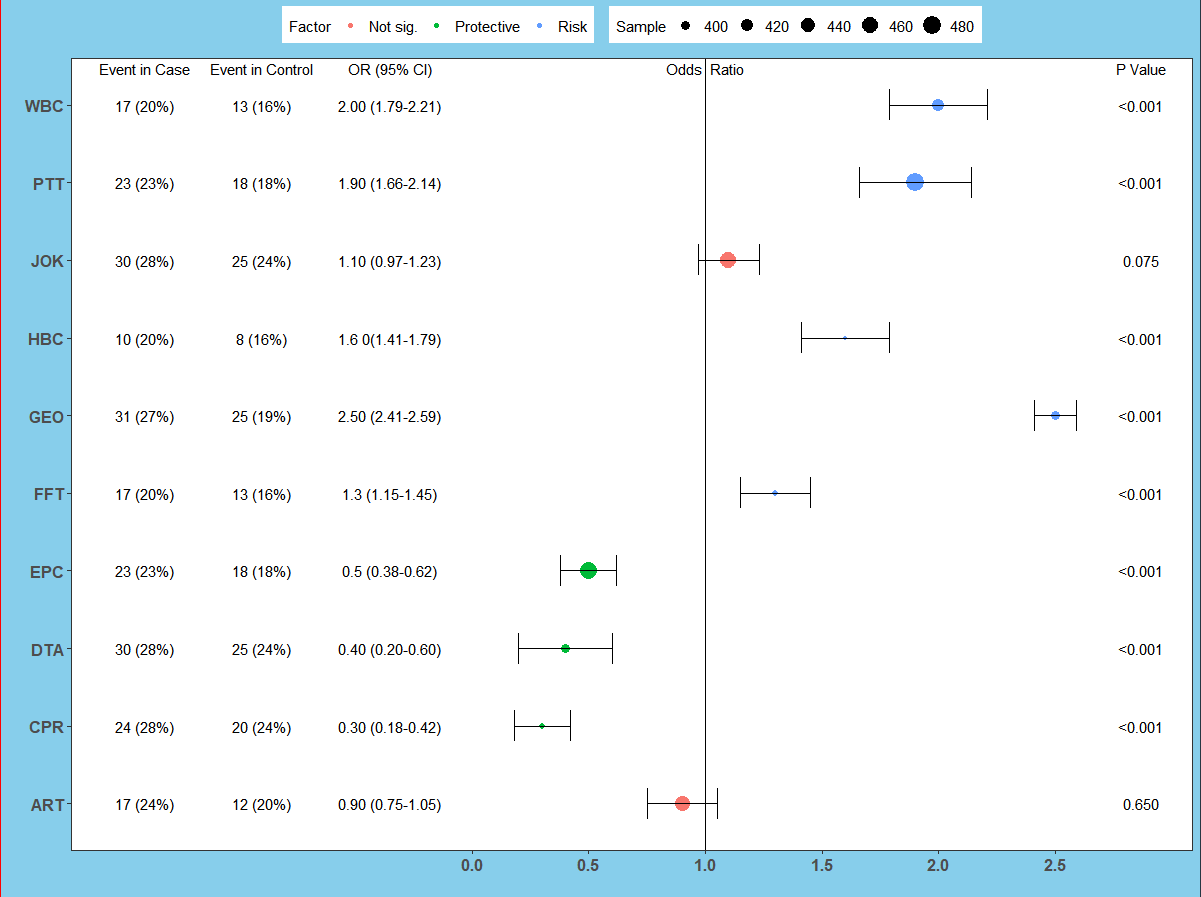 Factor Not sig. Protective Risk Sample 400 420 440 460 480
Event in Case Event in Control OR (95% CI) Odds Ratio P Value
WBC 17 (20%) 13 (16%) 2.00 (1.79-2.21) <0.001
PTT 23 (23%) 18 (18%) 1.90 (1.66-2.14) <0.001
JOK 30 (28%) 25 (24%) 1.10 (0.97-1.23) 0.075
HBC 10 (20%) 8 (16%) 1.6 0(1.41-1.79) <0.001
GEO 31 (27%) 25 (19%) 2.50 (2.41-2.59) <0.001
FFT 17 (20%) 13 (16%) 1.3 (1.15-1.45) <0.001
EPC 23 (23%) 18 (18%) 0.5 (0.38-0.62) <0.001
DTA 30 (28%) 25 (24%) 0.40 (0.20-0.60) <0.001
CPR 24 (28%) 20 (24%) 0.30 (0.18-0.42) <0.001
ART 17 (24%) 12 (20%) 0.90 (0.75-1.05) 0.650
0.0 0.5 1.0 1.5 2.0 2.5